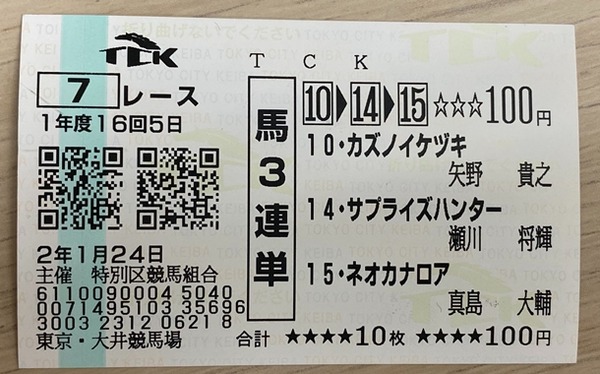 TCK
TCK
7レース
1年度16回5日
2年1月24日
主催 特別区競馬組合
6110090004 5040
0071495103 35696
3003 2312 0621 8
東京・大井競馬場
馬3連単
10▶14▶15 ☆☆☆100円
10・カズノイケヅキ
矢野 貴之
14・サプライズハンター
瀬川 将輝
15・ネオカナロア
真島 大輔
合計 ★★★★10枚 ★★★★100円